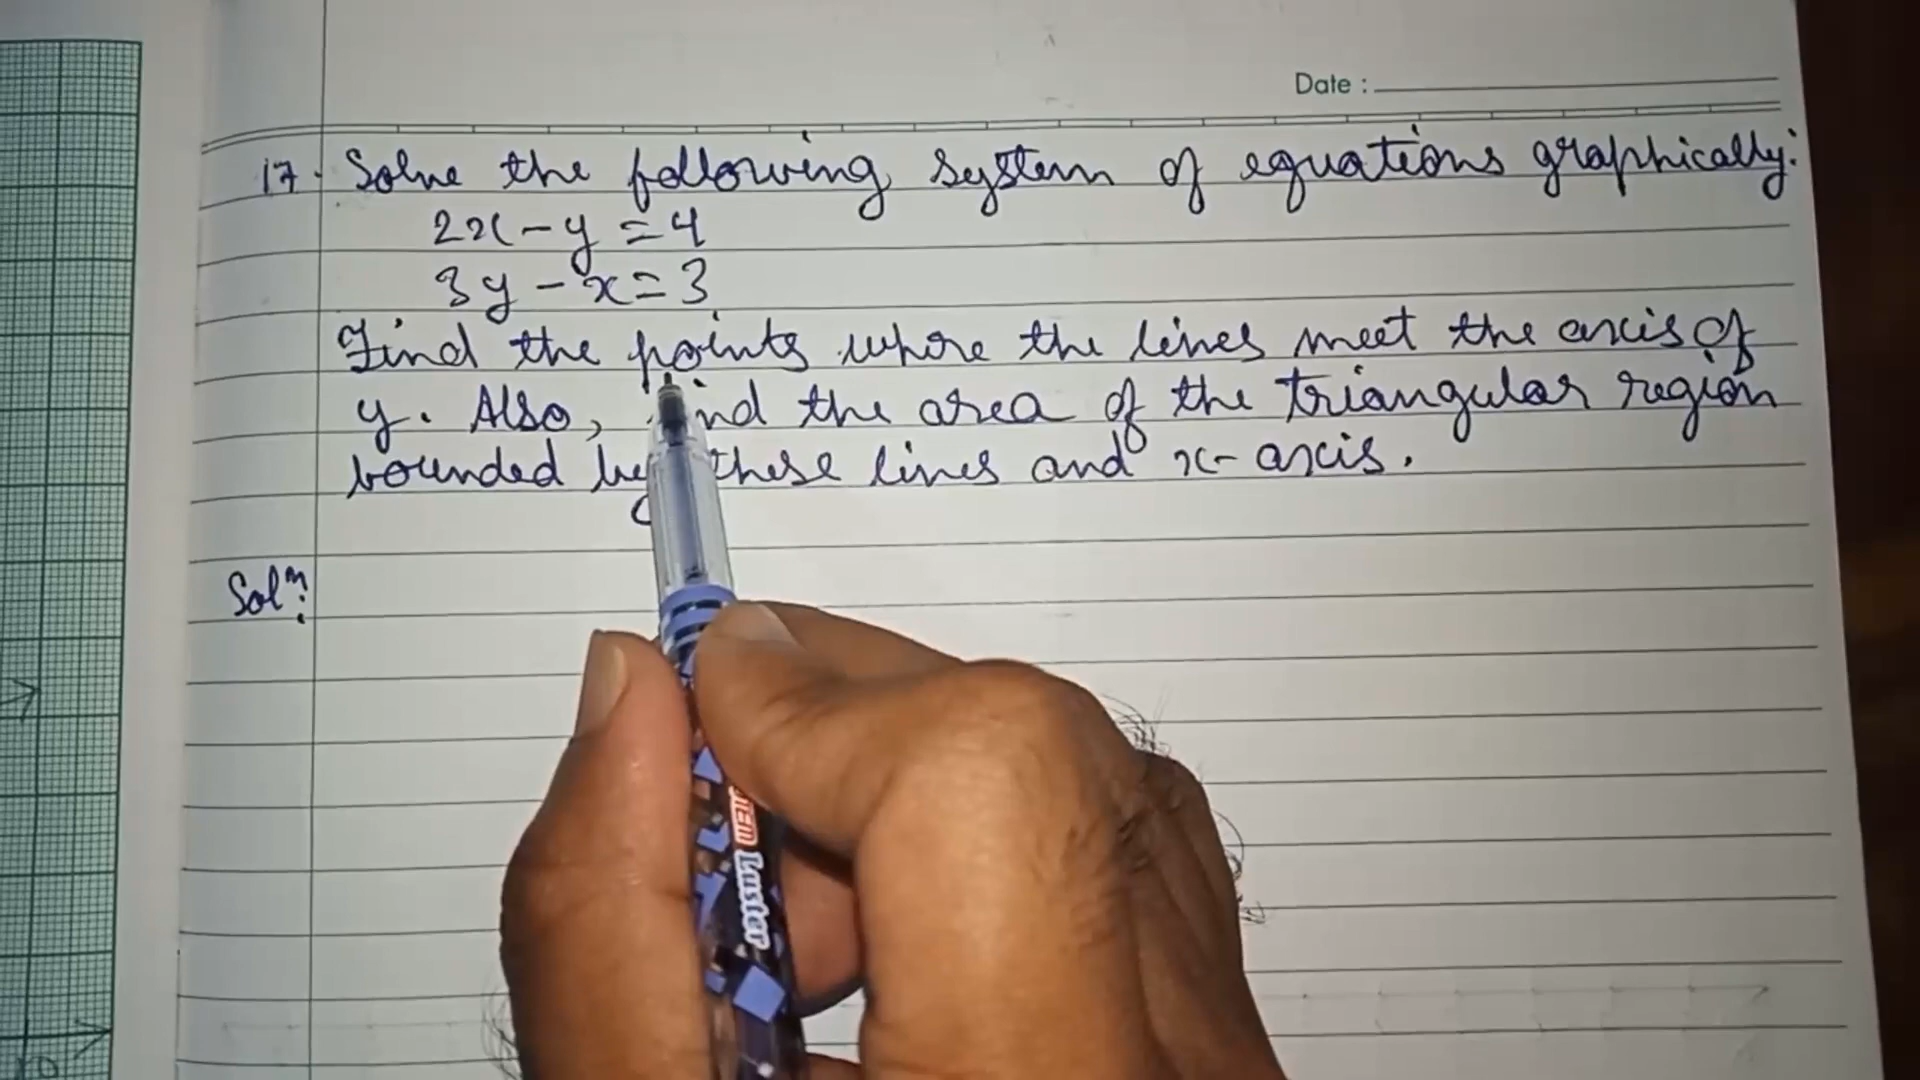 Date :
17. Solve the following system of equations graphically:
2x - y = 4
3y - x = 3
Find the points where the lines meet the axis of
y. Also, find the area of the triangular region
bounded by these lines and x-axis.
Solⁿ:
Luster